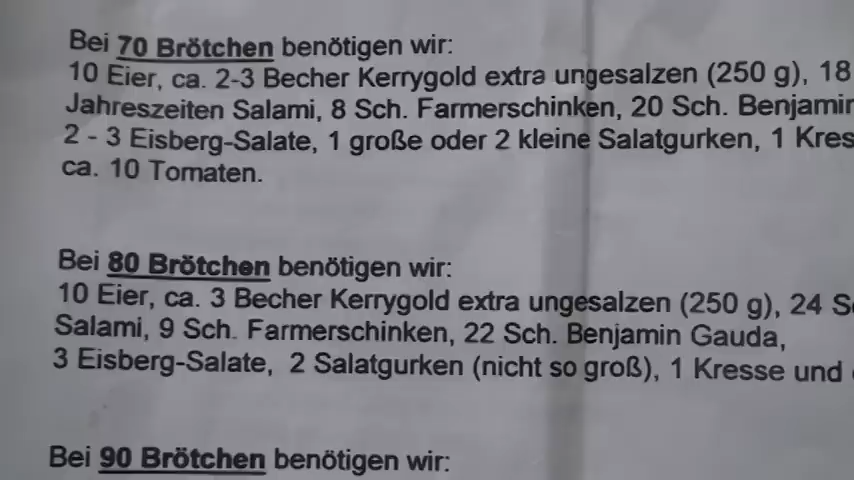 Bei 70 Brötchen benötigen wir:
10 Eier, ca. 2-3 Becher Kerrygold extra ungesalzen (250 g), 18
Jahreszeiten Salami, 8 Sch. Farmerschinken, 20 Sch. Benjamin
2 - 3 Eisberg-Salate, 1 große oder 2 kleine Salatgurken, 1 Kres
ca. 10 Tomaten.
Bei 80 Brötchen benötigen wir:
10 Eier, ca. 3 Becher Kerrygold extra ungesalzen (250 g), 24 S
Salami, 9 Sch. Farmerschinken, 22 Sch. Benjamin Gauda,
3 Eisberg-Salate, 2 Salatgurken (nicht so groß), 1 Kresse und
Bei 90 Brötchen benötigen wir: